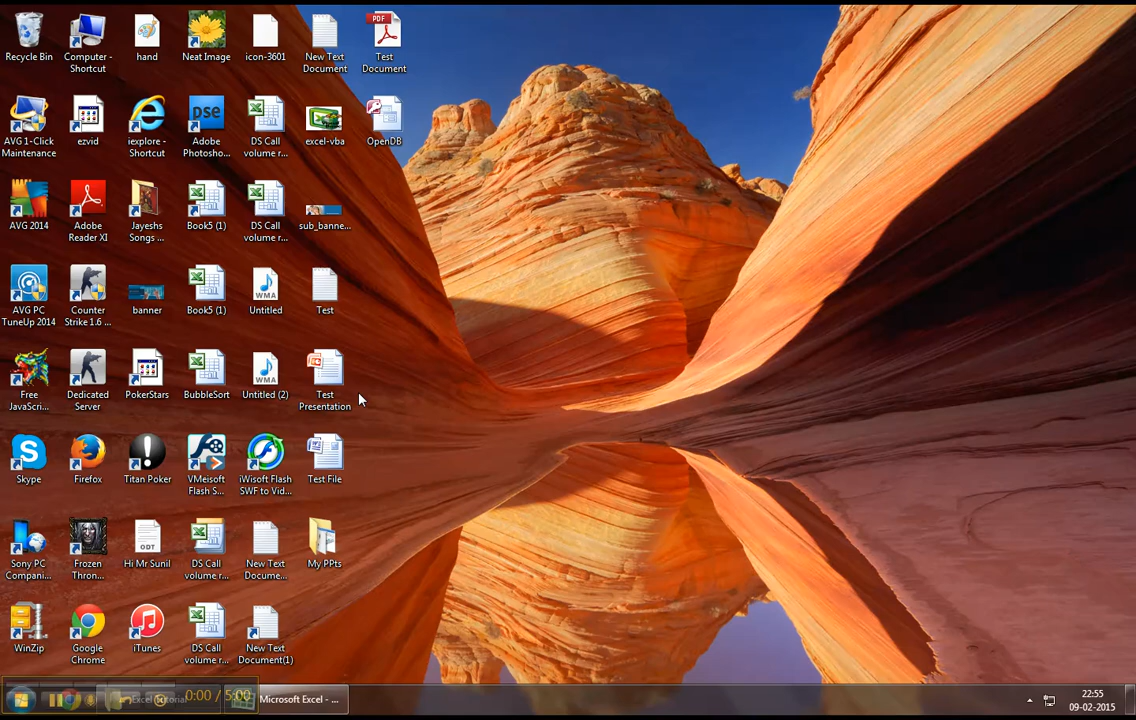 Recycle Bin
Computer - Shortcut
hand
Neat Image
icon-3601
New Text Document
Test Document
AVG 1-Click Maintenance
ezvid
iexplore - Shortcut
Adobe Photosho...
DS Call volume r...
excel-vba
OpenDB
AVG 2014
Adobe Reader XI
Jayeshs Songs ...
Book5 (1)
DS Call volume r...
sub_banne...
AVG PC TuneUp 2014
Counter Strike 1.6 ...
banner
Book5 (1)
Untitled
Test
Free JavaScri...
Dedicated Server
PokerStars
BubbleSort
Untitled (2)
Test Presentation
Skype
Firefox
Titan Poker
VMeisoft Flash S...
iWisoft Flash SWF to Vid...
Test File
Sony PC Compani...
Frozen Thron...
Hi Mr Sunil
DS Call volume r...
New Text Docume...
My PPts
WinZip
Google Chrome
iTunes
DS Call volume r...
New Text Document(1)
PDF
pse
WMA
WMA
ODT
Excel Tutorial
0:00 / 5:00
Microsoft Excel - ...
22:55
09-02-2015